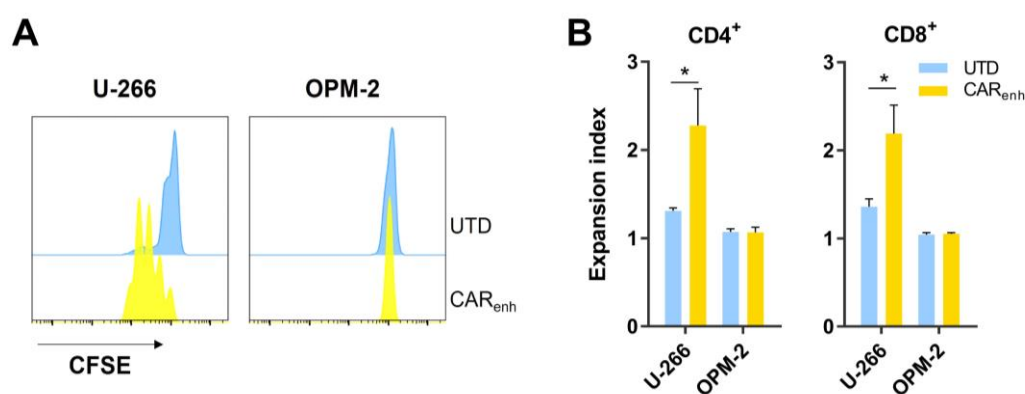 A
U-266
OPM-2
UTD
CARenh
CFSE
B
CD4+
CD8+
UTD
CARenh
Expansion index
3
2
1
0
3
2
1
0
*
*
U-266
OPM-2
U-266
OPM-2